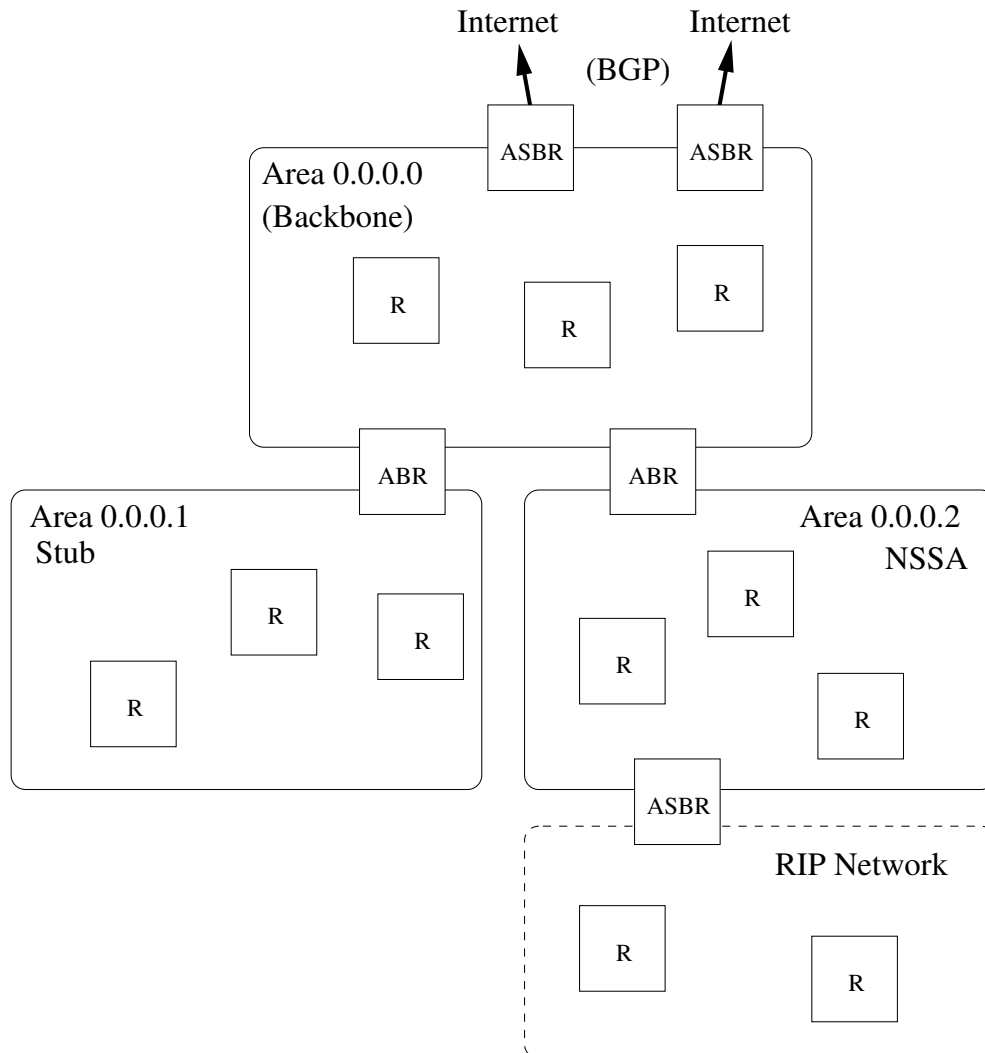 Internet
Internet
(BGP)
ASBR
ASBR
Area 0.0.0.0
(Backbone)
R
R
R
ABR
ABR
Area 0.0.0.1
Stub
R
R
R
Area 0.0.0.2
NSSA
R
R
R
ASBR
RIP Network
R
R